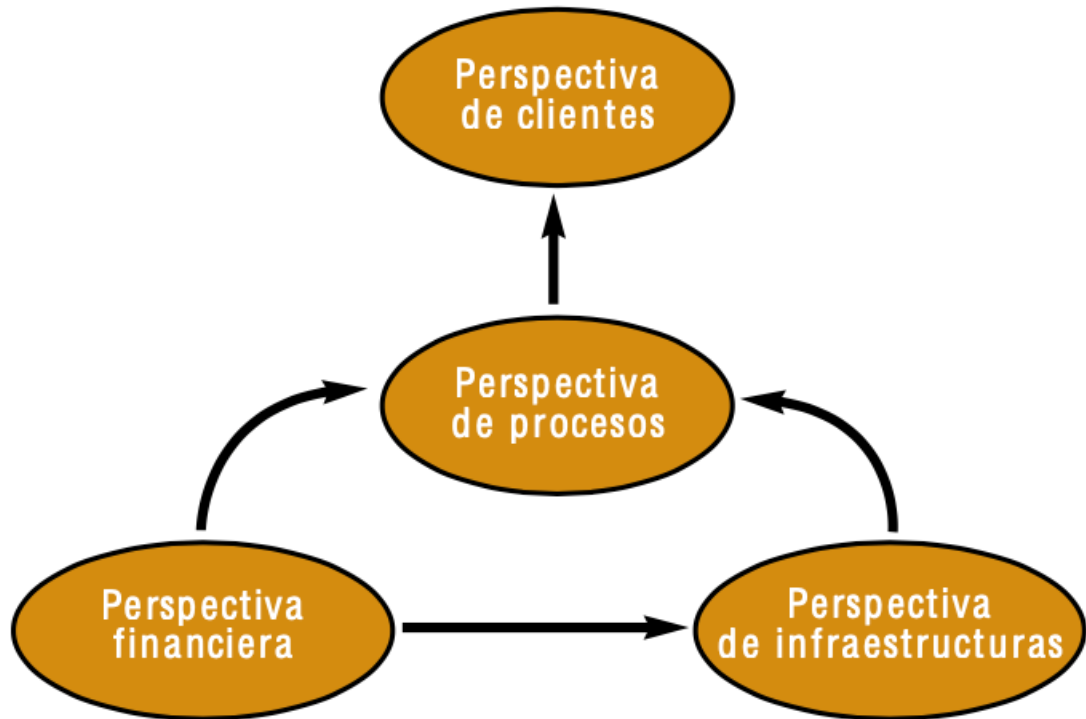 Perspectiva
de clientes
Perspectiva
de procesos
Perspectiva
financiera
Perspectiva
de infraestructuras